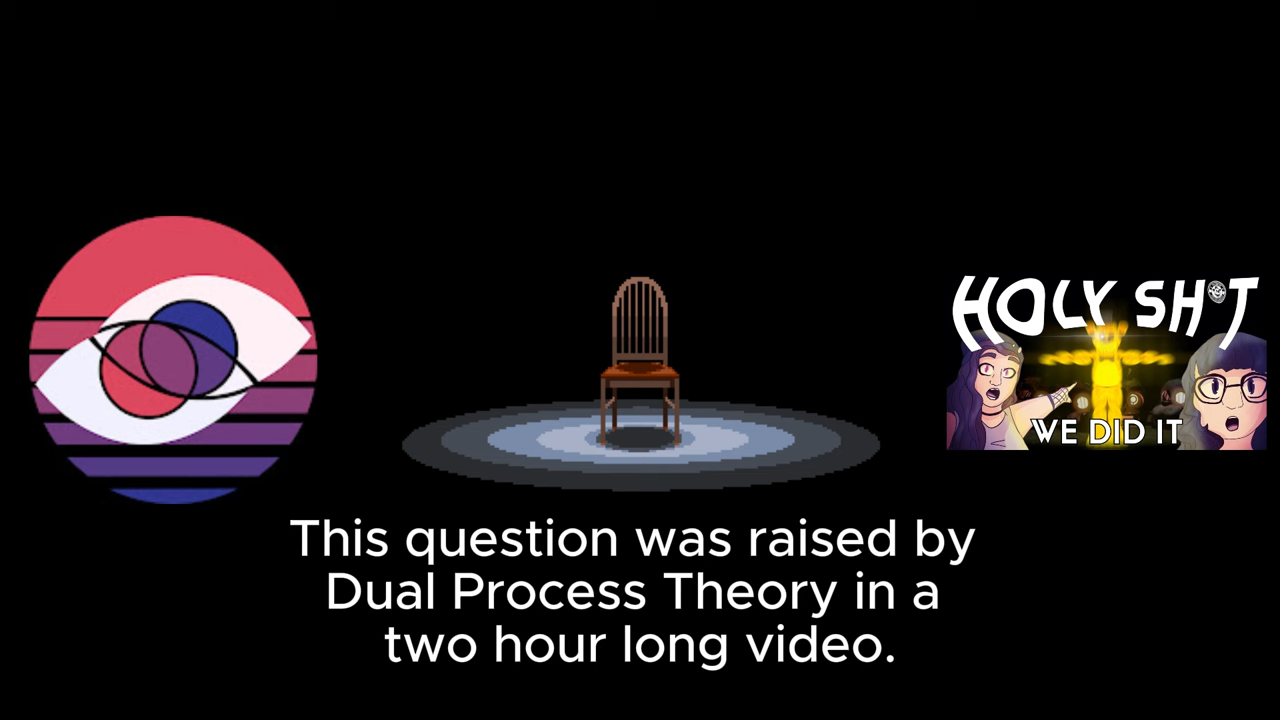 HOLY SH*T
WE DID IT
This question was raised by
Dual Process Theory in a
two hour long video.